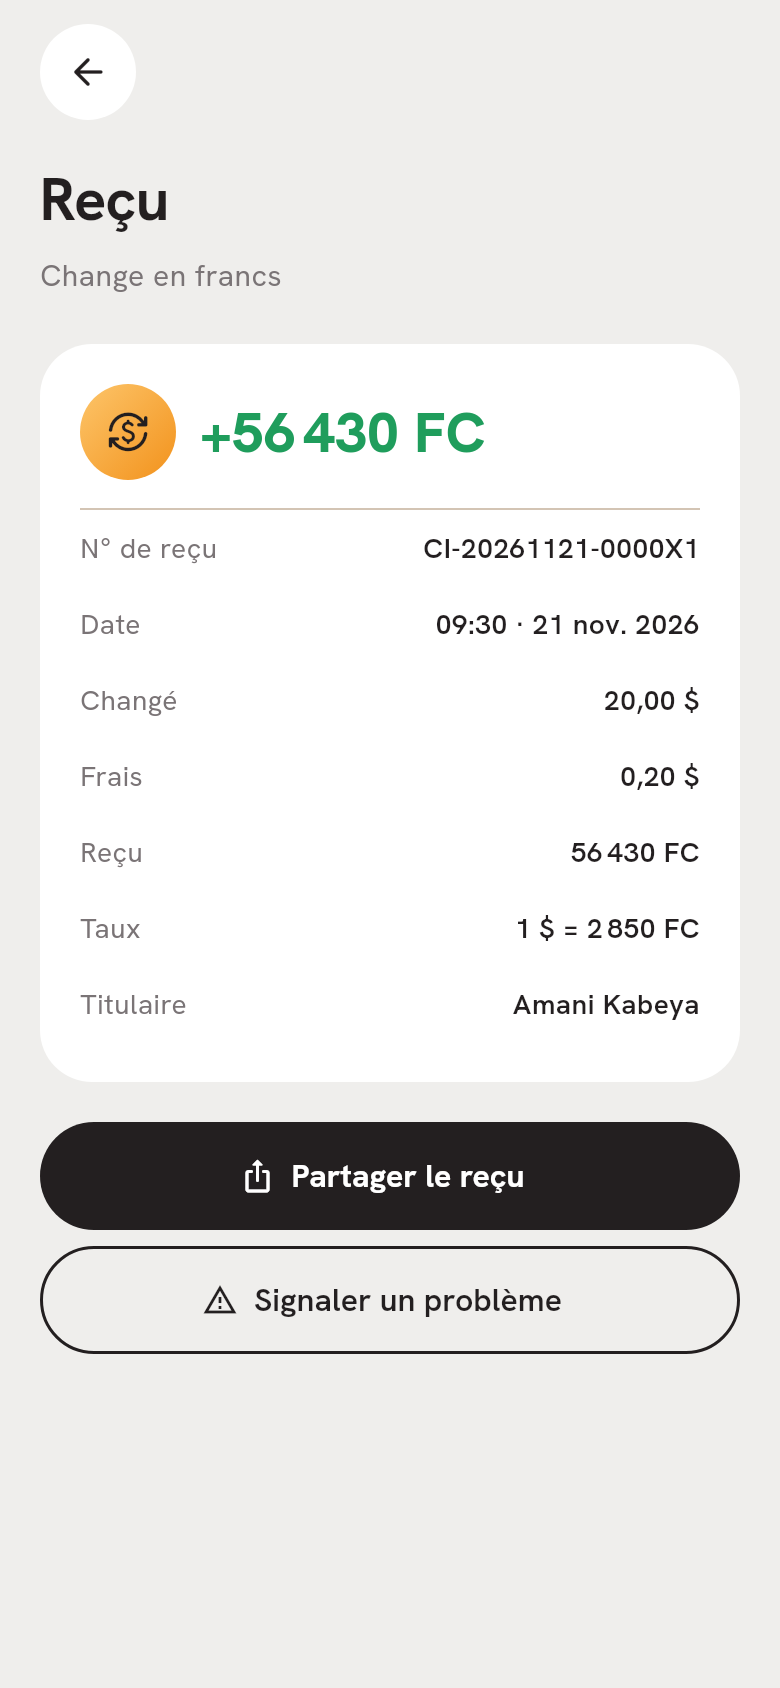 Reçu
Change en francs
+56 430 FC
N° de reçu CI-20261121-0000X1
Date 09:30 · 21 nov. 2026
Changé 20,00 $
Frais 0,20 $
Reçu 56 430 FC
Taux 1 $ = 2 850 FC
Titulaire Amani Kabeya
Partager le reçu
Signaler un problème